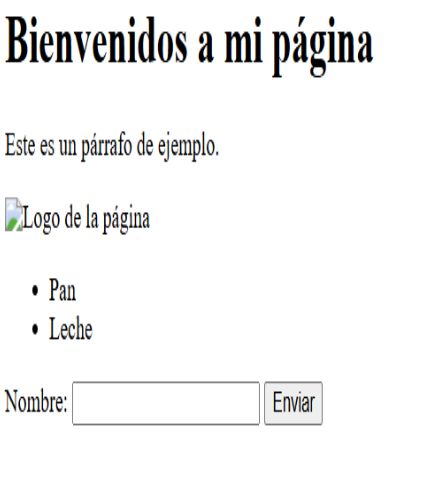 Bienvenidos a mi página
Este es un párrafo de ejemplo.
Logo de la página
Pan
Leche
Nombre: Enviar